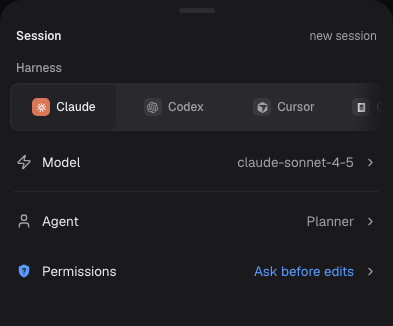 Session new session
Harness
Claude Codex Cursor
Model claude-sonnet-4-5
Agent Planner
Permissions Ask before edits